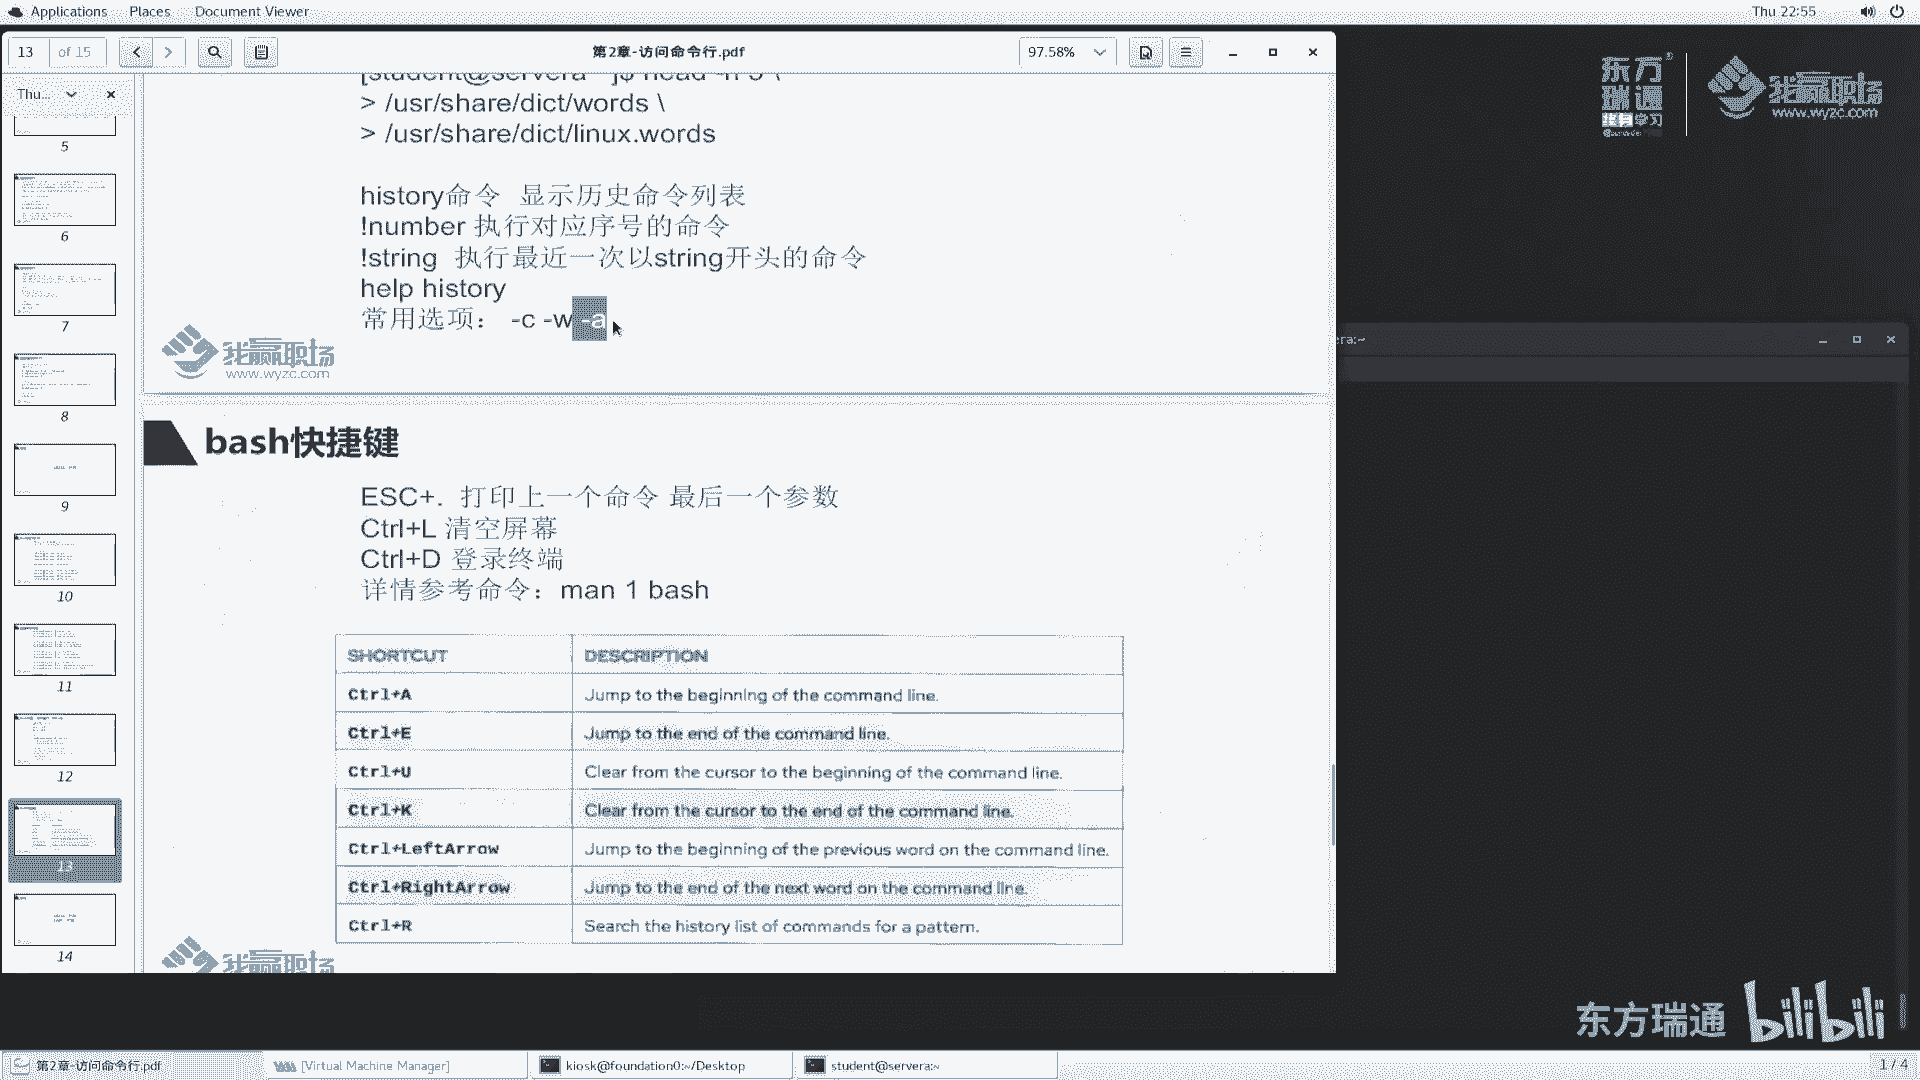 Applications Places Document Viewer Thu 22:55
13 of 15 第2章-访问命令行.pdf 97.58%
Thu...
[student@servera ~]$ head -n 3 \
> /usr/share/dict/words \
> /usr/share/dict/linux.words
history命令 显示历史命令列表
!number 执行对应序号的命令
!string 执行最近一次以string开头的命令
help history
常用选项： -c -w -a
我赢职场
www.wyzc.com
bash快捷键
ESC+. 打印上一个命令 最后一个参数
Ctrl+L 清空屏幕
Ctrl+D 登录终端
详情参考命令：man 1 bash
SHORTCUT DESCRIPTION
Ctrl+A Jump to the beginning of the command line.
Ctrl+E Jump to the end of the command line.
Ctrl+U Clear from the cursor to the beginning of the command line.
Ctrl+K Clear from the cursor to the end of the command line.
Ctrl+LeftArrow Jump to the beginning of the previous word on the command line.
Ctrl+RightArrow Jump to the end of the next word on the command line.
Ctrl+R Search the history list of commands for a pattern.
我赢职场
5
6
7
8
9
10
11
12
13
14
东方瑞通
终身学习
我赢职场
www.wyzc.com
era:~
东方瑞通 bilibili
第2章-访问命令行.pdf [Virtual Machine Manager] kiosk@foundation0:~/Desktop student@servera:~ 1 / 4